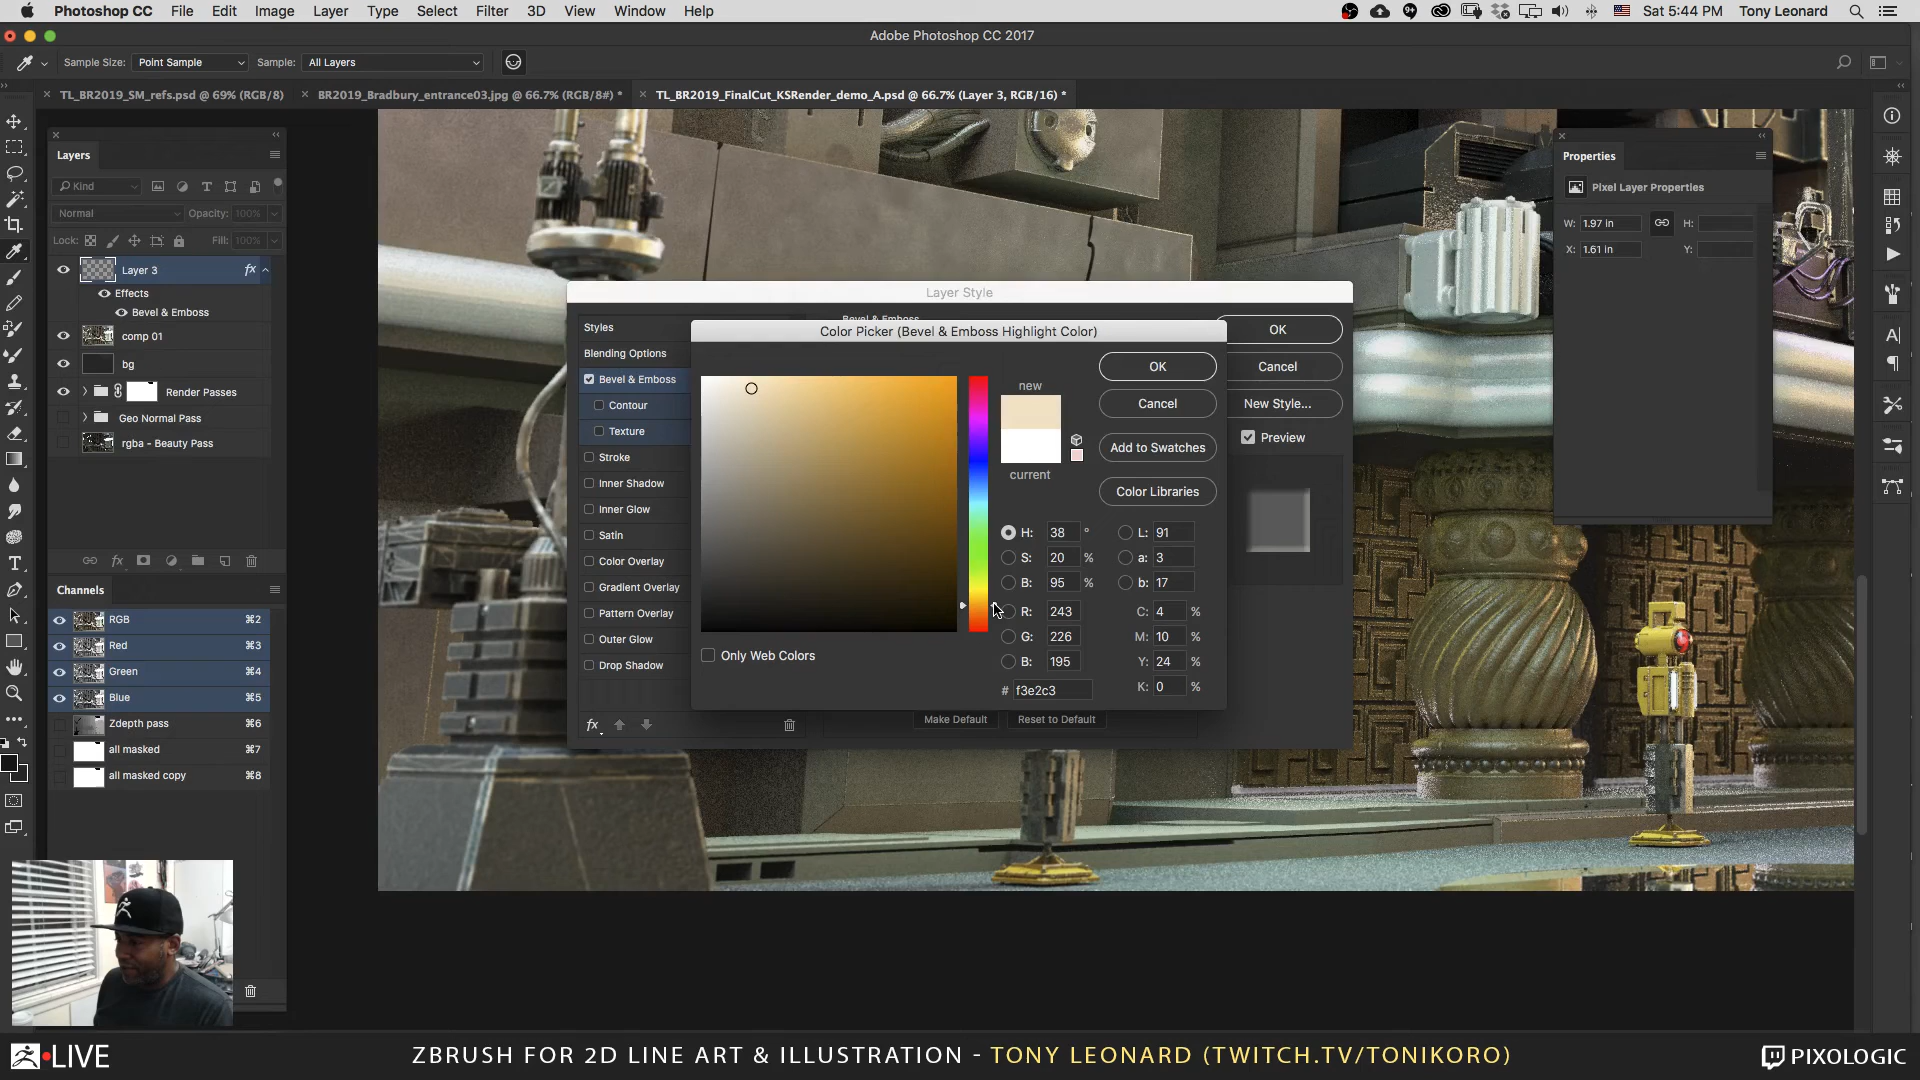 Photoshop CC File Edit Image Layer Type Select Filter 3D View Window Help Sat 5:44 PM Tony Leonard
Adobe Photoshop CC 2017
Sample Size: Point Sample Sample: All Layers
TL_BR2019_SM_refs.psd @ 69% (RGB/8) BR2019_Bradbury_entrance03.jpg @ 66.7% (RGB/8#) * TL_BR2019_FinalCut_KSRender_demo_A.psd @ 66.7% (Layer 3, RGB/16) *
Layers
Kind
Normal Opacity: 100%
Lock: Fill: 100%
Layer 3 fx
Effects
Bevel & Emboss
comp 01
bg
Render Passes
Geo Normal Pass
rgba - Beauty Pass
fx
Channels
RGB ⌘2
Red ⌘3
Green ⌘4
Blue ⌘5
Zdepth pass ⌘6
all masked ⌘7
all masked copy ⌘8
Layer Style
Styles
Blending Options
Bevel & Emboss
Contour
Texture
Stroke
Inner Shadow
Inner Glow
Satin
Color Overlay
Gradient Overlay
Pattern Overlay
Outer Glow
Drop Shadow
fx
Bevel & Emboss
Make Default Reset to Default
OK
Cancel
New Style...
Preview
Color Picker (Bevel & Emboss Highlight Color)
new
current
OK
Cancel
Add to Swatches
Color Libraries
H: 38 ° L: 91
S: 20 % a: 3
B: 95 % b: 17
R: 243 C: 4 %
G: 226 M: 10 %
B: 195 Y: 24 %
# f3e2c3 K: 0 %
Only Web Colors
Properties
Pixel Layer Properties
W: 1.97 in H:
X: 1.61 in Y:
LIVE ZBRUSH FOR 2D LINE ART & ILLUSTRATION - TONY LEONARD (TWITCH.TV/TONIKORO) PIXOLOGIC